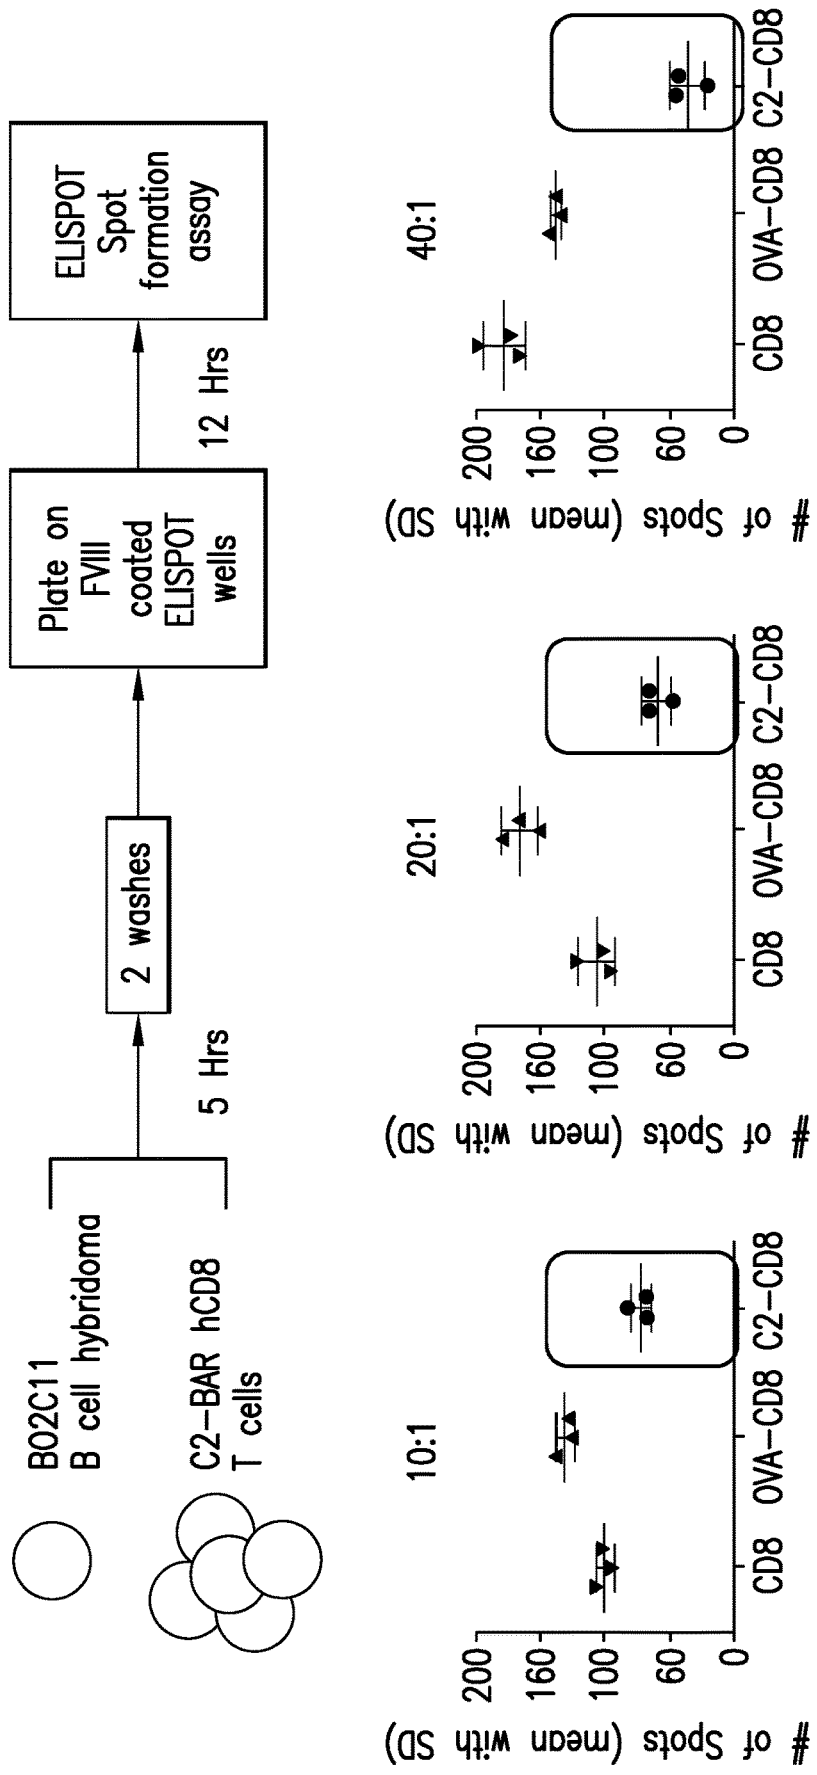 BO2C11
B cell hybridoma
C2-BAR hCD8
T cells
5 Hrs
2 washes
Plate on
FVIII
coated
ELISPOT
wells
12 Hrs
ELISPOT
Spot
formation
assay
10:1
# of Spots (mean with SD)
200
160
100
60
0
CD8
OVA-CD8
C2-CD8
20:1
# of Spots (mean with SD)
200
160
100
60
0
CD8
OVA-CD8
C2-CD8
40:1
# of Spots (mean with SD)
200
160
100
60
0
CD8
OVA-CD8
C2-CD8